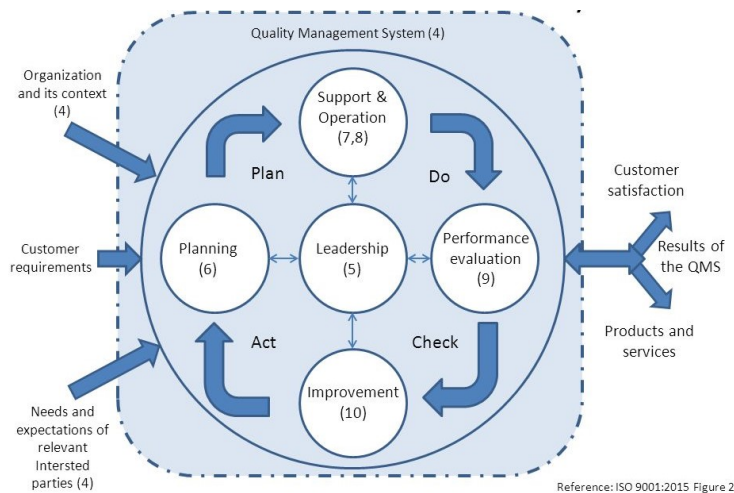 Quality Management System (4)
Organization
and its context
(4)
Support &
Operation
(7,8)
Plan
Do
Customer
satisfaction
Customer
requirements
Planning
(6)
Leadership
(5)
Performance
evaluation
(9)
Results of
the QMS
Act
Check
Products and
services
Improvement
(10)
Needs and
expectations of
relevant
Intersted
parties (4)
Reference: ISO 9001:2015 Figure 2